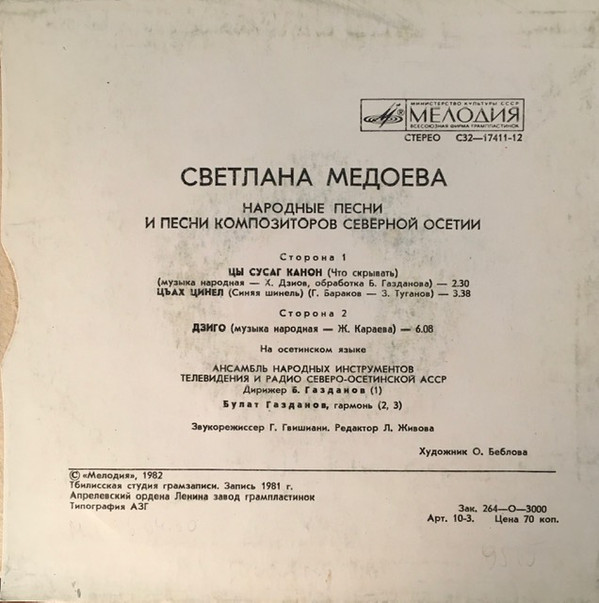 МИНИСТЕРСТВО КУЛЬТУРЫ СССР
МЕЛОДИЯ
ВСЕСОЮЗНАЯ ФИРМА ГРАМПЛАСТИНОК
СТЕРЕО С32—17411-12
СВЕТЛАНА МЕДОЕВА
НАРОДНЫЕ ПЕСНИ
И ПЕСНИ КОМПОЗИТОРОВ СЕВЕРНОЙ ОСЕТИИ
Сторона 1
ЦЫ СУСАГ КАНОН (Что скрывать)
(музыка народная — Х. Дзиов, обработка Б. Газданова) — 2.30
ЦЪАХ ЦИНЕЛ (Синяя шинель) (Г. Бараков — З. Туганов) — 3.38
Сторона 2
ДЗИГО (музыка народная — Ж. Караева) — 6.08
На осетинском языке
АНСАМБЛЬ НАРОДНЫХ ИНСТРУМЕНТОВ
ТЕЛЕВИДЕНИЯ И РАДИО СЕВЕРО-ОСЕТИНСКОЙ АССР
Дирижер Б. Газданов (1)
Булат Газданов, гармонь (2, 3)
Звукорежиссер Г. Гвишиани. Редактор Л. Живова
Художник О. Беблова
© «Мелодия», 1982
Тбилисская студия грамзаписи. Запись 1981 г.
Апрелевский ордена Ленина завод грампластинок
Типография АЗГ
Зак. 264—О—3000
Арт. 10-3. Цена 70 коп.